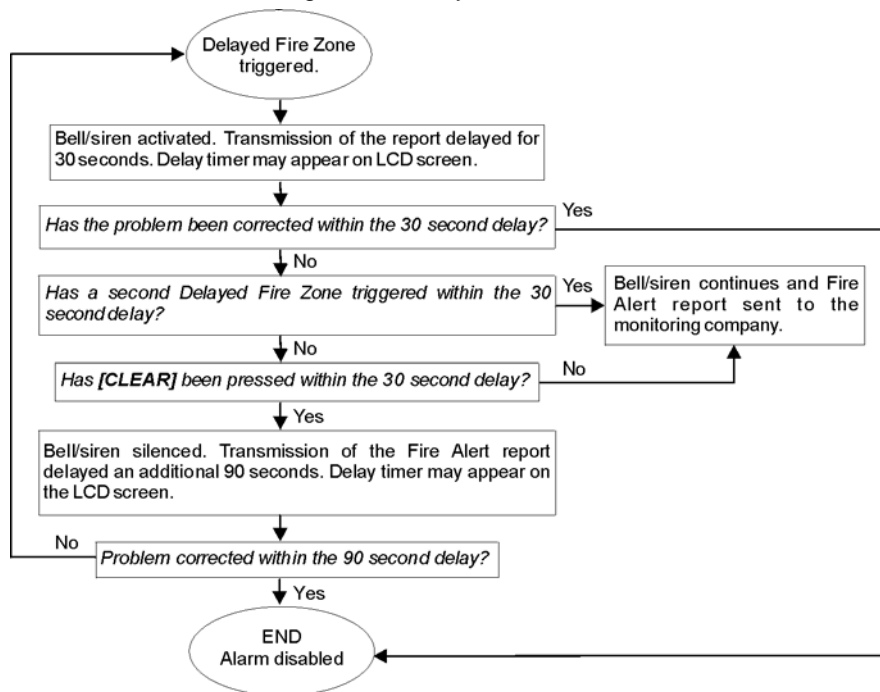 Delayed Fire Zone
triggered.
Bell/siren activated. Transmission of the report delayed for
30 seconds. Delay timer may appear on LCD screen.
Has the problem been corrected within the 30 second delay?
Yes
No
Has a second Delayed Fire Zone triggered within the 30
second delay?
Yes
Bell/siren continues and Fire
Alert report sent to the
monitoring company.
No
Has [CLEAR] been pressed within the 30 second delay?
No
Yes
Bell/siren silenced. Transmission of the Fire Alert report
delayed an additional 90 seconds. Delay timer may appear on
the LCD screen.
No
Problem corrected within the 90 second delay?
Yes
END
Alarm disabled